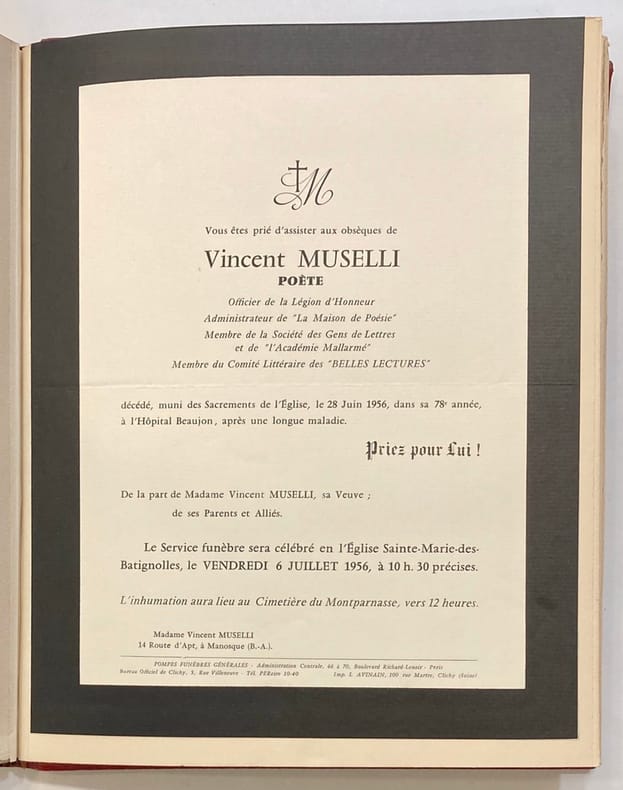 M
Vous êtes prié d'assister aux obsèques de
Vincent MUSELLI
POÈTE
Officier de la Légion d'Honneur
Administrateur de "La Maison de Poésie"
Membre de la Société des Gens de Lettres
et de "l'Académie Mallarmé"
Membre du Comité Littéraire des "BELLES LECTURES"
décédé, muni des Sacrements de l'Église, le 28 Juin 1956, dans sa 78e année,
à l'Hôpital Beaujon, après une longue maladie.
Priez pour Lui !
De la part de Madame Vincent MUSELLI, sa Veuve ;
de ses Parents et Alliés.
Le Service funèbre sera célébré en l'Église Sainte-Marie-des-
Batignolles, le VENDREDI 6 JUILLET 1956, à 10 h. 30 précises.
L'inhumation aura lieu au Cimetière du Montparnasse, vers 12 heures.
Madame Vincent MUSELLI
14 Route d'Apt, à Manosque (B.-A.).
POMPES FUNÈBRES GÉNÉRALES - Administration Centrale, 66 à 70, Boulevard Richard-Lenoir - Paris
Bureau Officiel de Clichy, 5, Rue Villeneuve - Tél. PEReire 10-40 Imp. L AVINAIN, 100 rue Martre, Clichy (Seine)